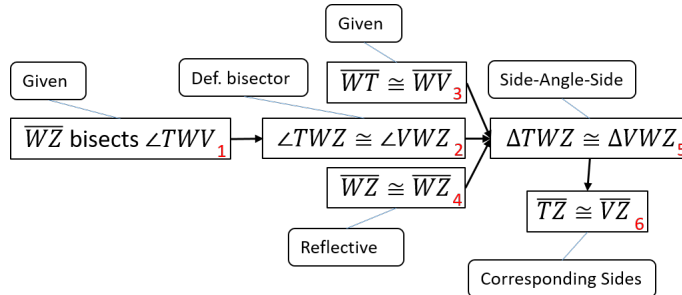 Given
Given
Def. bisector
Side-Angle-Side
W̅T̅ ≅ W̅V̅ 3
W̅Z̅ bisects ∠TWV 1
∠TWZ ≅ ∠VWZ 2
ΔTWZ ≅ ΔVWZ 5
W̅Z̅ ≅ W̅Z̅ 4
T̅Z̅ ≅ V̅Z̅ 6
Reflective
Corresponding Sides